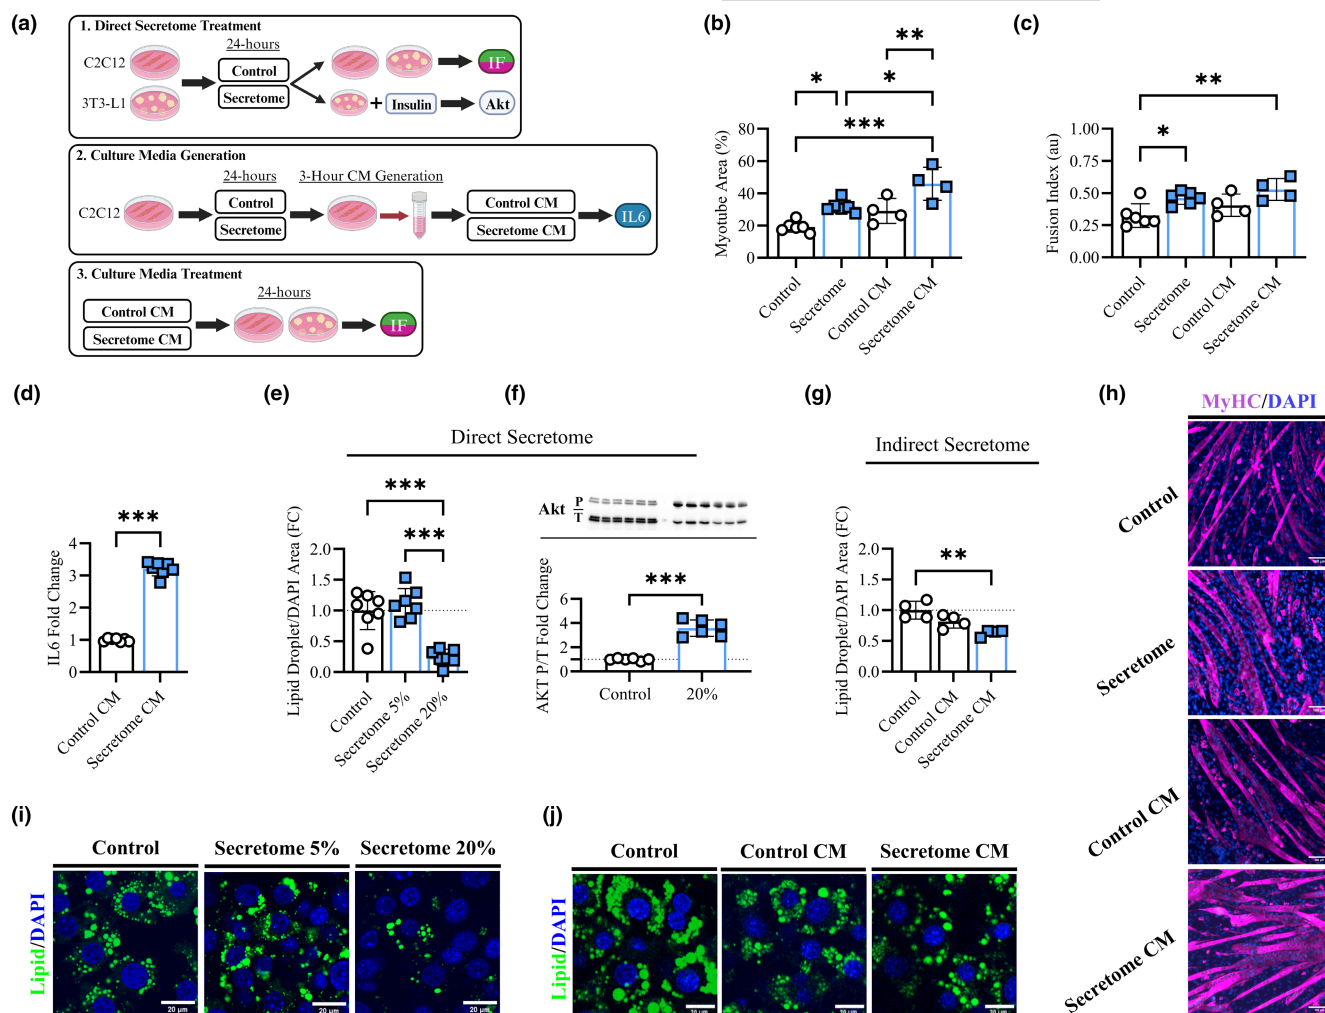 (a)
1. Direct Secretome Treatment
24-hours
C2C12
Control
IF
3T3-L1
Secretome
+
Insulin
Akt
2. Culture Media Generation
24-hours
3-Hour CM Generation
C2C12
Control
Secretome
Control CM
Secretome CM
IL6
3. Culture Media Treatment
24-hours
Control CM
Secretome CM
IF
(b)
**
*
*
***
Myotube Area (%)
80
60
40
20
0
Control
Secretome
Control CM
Secretome CM
(c)
**
*
Fusion Index (au)
1.00
0.75
0.50
0.25
0.00
Control
Secretome
Control CM
Secretome CM
(d)
***
IL6 Fold Change
4
3
2
1
0
Control CM
Secretome CM
(e)
(f)
Direct Secretome
***
***
Lipid Droplet/DAPI Area (FC)
2.0
1.5
1.0
0.5
0.0
Control
Secretome 5%
Secretome 20%
Akt
P
T
***
AKT P/T Fold Change
6
4
2
1
0
Control
20%
(g)
Indirect Secretome
**
Lipid Droplet/DAPI Area (FC)
2.0
1.5
1.0
0.5
0.0
Control
Control CM
Secretome CM
(h)
MyHC/DAPI
Control
Secretome
Control CM
Secretome CM
(i)
Control
Secretome 5%
Secretome 20%
Lipid/DAPI
20 µm
20 µm
20 µm
(j)
Control
Control CM
Secretome CM
Lipid/DAPI
20 µm
20 µm
20 µm